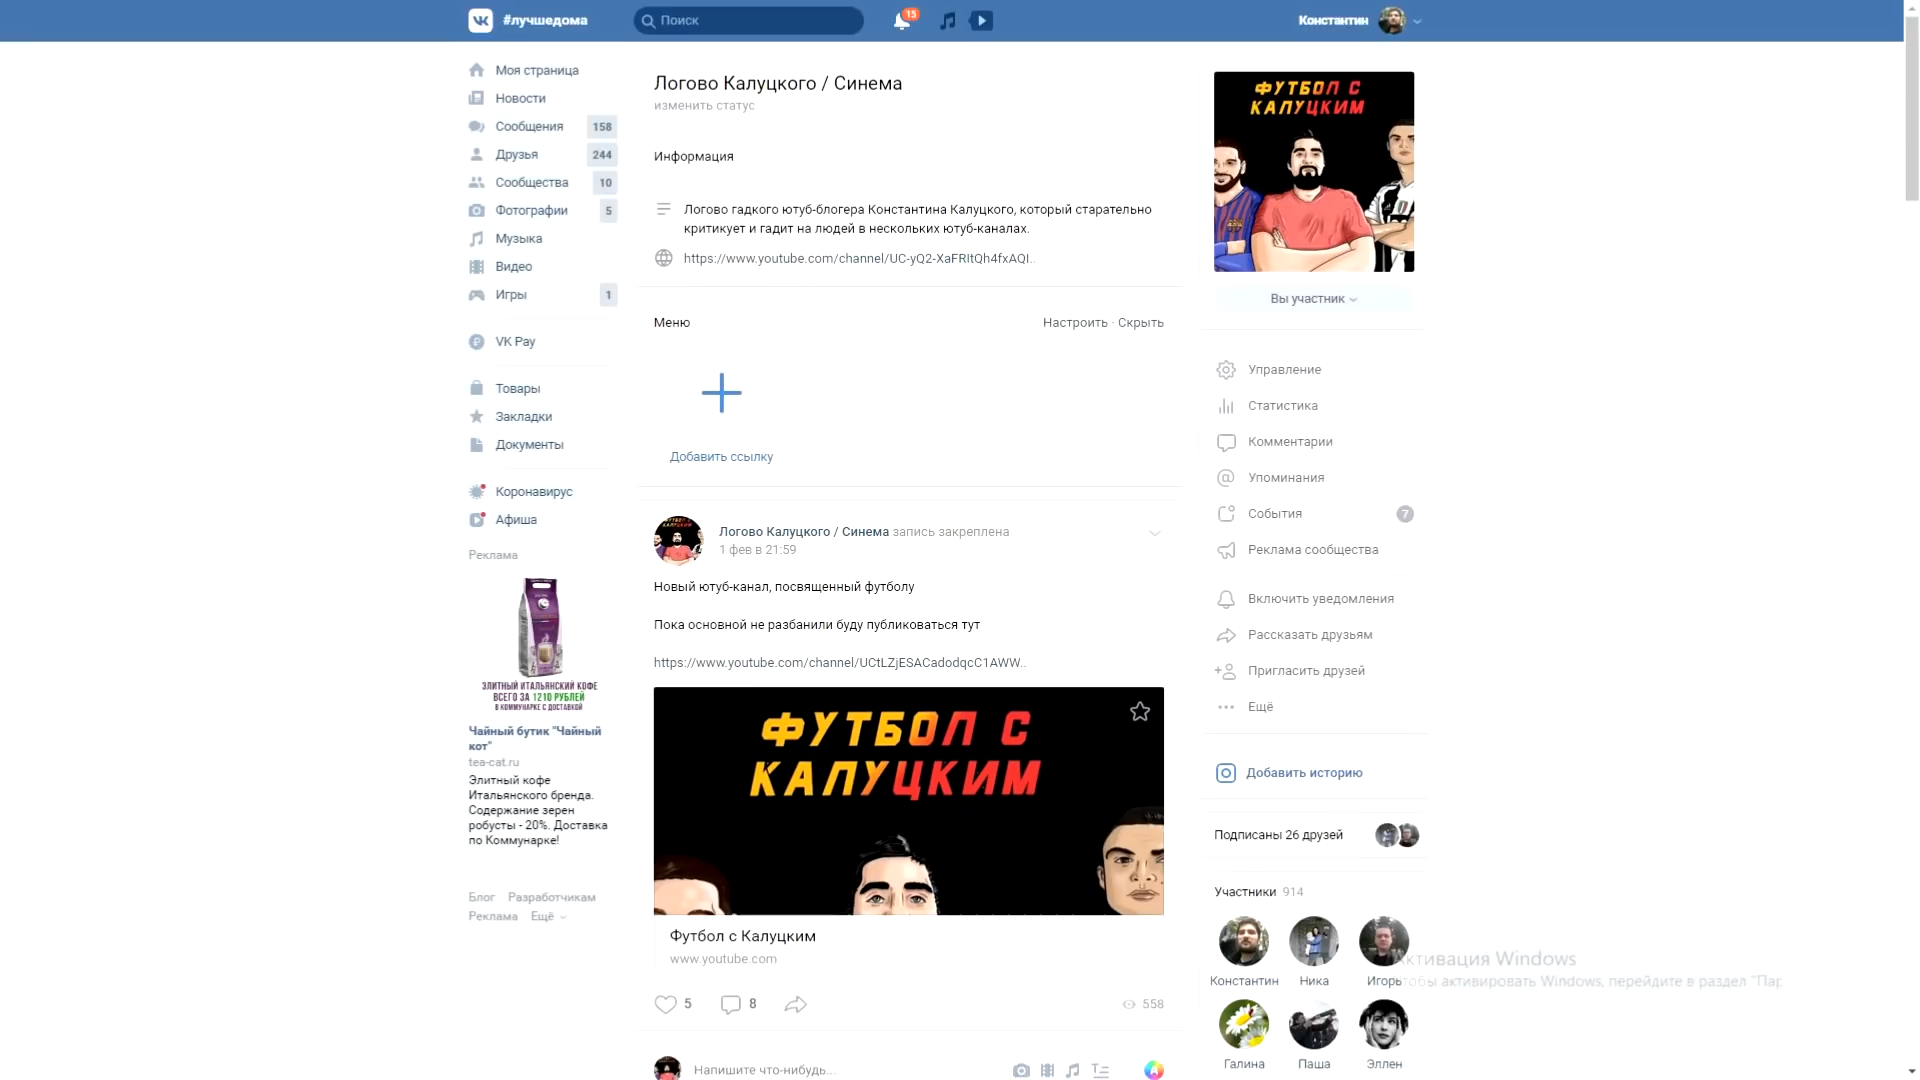 #лучшедома
Поиск
15
Константин
Моя страница
Новости
Сообщения 158
Друзья 244
Сообщества 10
Фотографии 5
Музыка
Видео
Игры 1
VK Pay
Товары
Закладки
Документы
Коронавирус
Афиша
Реклама
ЭЛИТНЫЙ ИТАЛЬЯНСКИЙ КОФЕ
ВСЕГО ЗА 1210 РУБЛЕЙ
В КОММУНАРКЕ С ДОСТАВКОЙ
Чайный бутик "Чайный
кот"
tea-cat.ru
Элитный кофе
Итальянского бренда.
Содержание зерен
робусты - 20%. Доставка
по Коммунарке!
Блог Разработчикам
Реклама Ещё
Логово Калуцкого / Синема
изменить статус
Информация
Логово гадкого ютуб-блогера Константина Калуцкого, который старательно
критикует и гадит на людей в нескольких ютуб-каналах.
https://www.youtube.com/channel/UC-yQ2-XaFRItQh4fxAQI..
Меню
Настроить · Скрыть
Добавить ссылку
Логово Калуцкого / Синема запись закреплена
1 фев в 21:59
Новый ютуб-канал, посвященный футболу
Пока основной не разбанили буду публиковаться тут
https://www.youtube.com/channel/UCtLZjESACadodqcC1AWW..
ФУТБОЛ С
КАЛУЦКИМ
Футбол с Калуцким
www.youtube.com
5 8 558
Напишите что-нибудь...
ФУТБОЛ С
КАЛУЦКИМ
Вы участник
Управление
Статистика
Комментарии
Упоминания
События 7
Реклама сообщества
Включить уведомления
Рассказать друзьям
Пригласить друзей
Ещё
Добавить историю
Подписаны 26 друзей
Участники 914
Константин Ника Игорь
Галина Паша Эллен
Активация Windows
Чтобы активировать Windows, перейдите в раздел "Пар